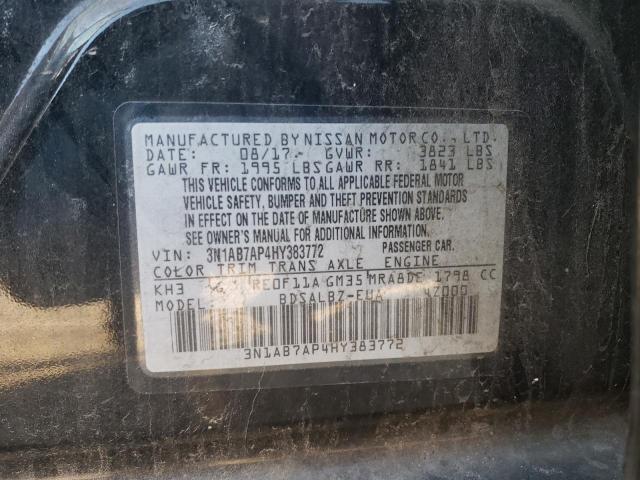 MANUFACTURED BY NISSAN MOTOR CO., LTD.
DATE: 08/17 GVWR: 3823 LBS
GAWR FR: 1995 LBS GAWR RR: 1841 LBS
THIS VEHICLE CONFORMS TO ALL APPLICABLE FEDERAL MOTOR
VEHICLE SAFETY, BUMPER AND THEFT PREVENTION STANDARDS
IN EFFECT ON THE DATE OF MANUFACTURE SHOWN ABOVE.
SEE OWNER'S MANUAL FOR ADDITIONAL INFORMATION.
VIN: 3N1AB7AP4HY383772 PASSENGER CAR.
COLOR TRIM TRANS AXLE ENGINE
KH3 RE0F11A GM35 MRA8DE 1798 CC
MODEL: BDSALBZ-EUA
3N1AB7AP4HY383772